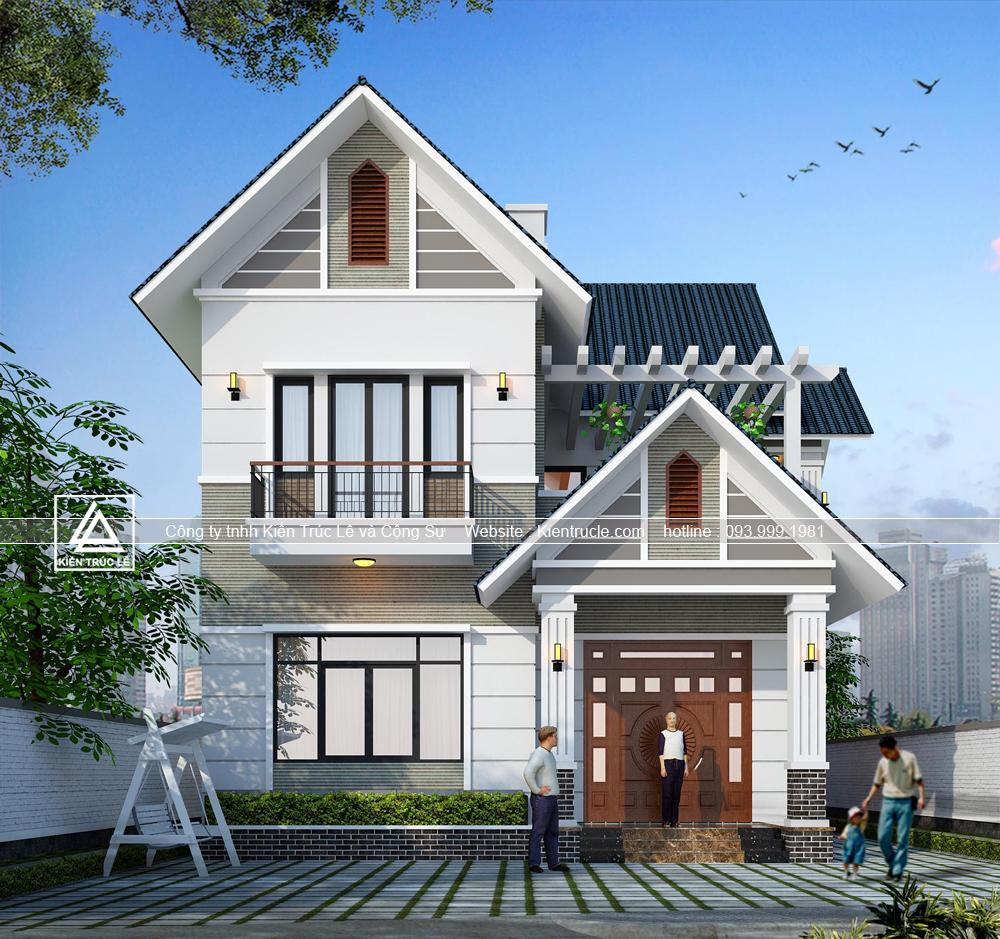 Công ty tnhh Kiến Trúc Lê và Cộng Sự Website : kientrucle.com hotline : 093.999.1981
KIẾN TRÚC LÊ